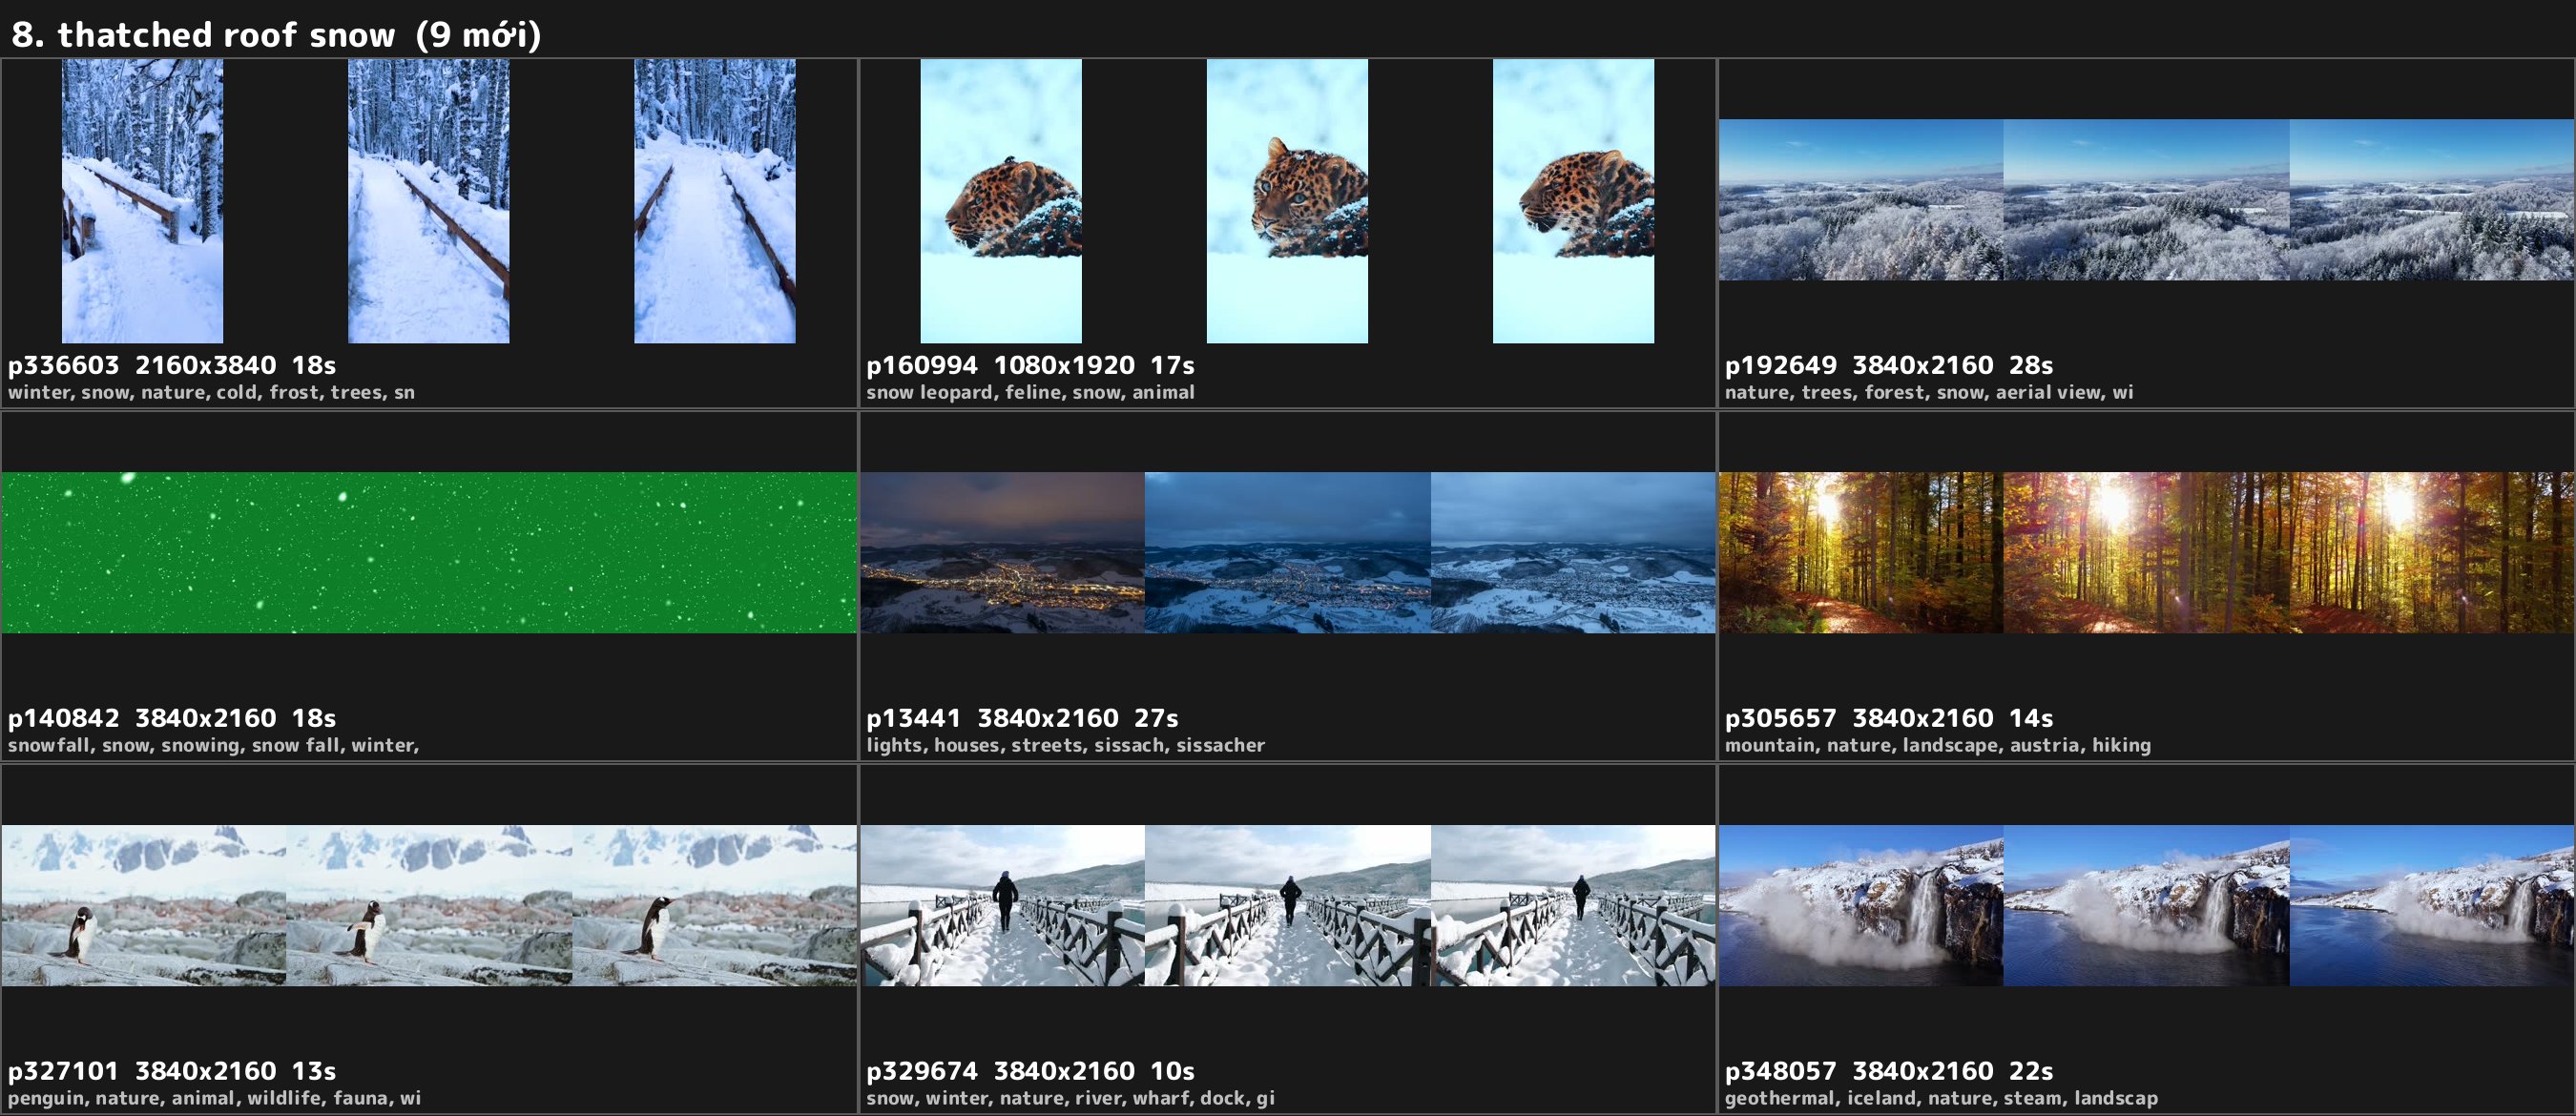 8. thatched roof snow (9 mới)
p336603 2160x3840 18s
winter, snow, nature, cold, frost, trees, sn
p160994 1080x1920 17s
snow leopard, feline, snow, animal
p192649 3840x2160 28s
nature, trees, forest, snow, aerial view, wi
p140842 3840x2160 18s
snowfall, snow, snowing, snow fall, winter,
p13441 3840x2160 27s
lights, houses, streets, sissach, sissacher
p305657 3840x2160 14s
mountain, nature, landscape, austria, hiking
p327101 3840x2160 13s
penguin, nature, animal, wildlife, fauna, wi
p329674 3840x2160 10s
snow, winter, nature, river, wharf, dock, gi
p348057 3840x2160 22s
geothermal, iceland, nature, steam, landscap